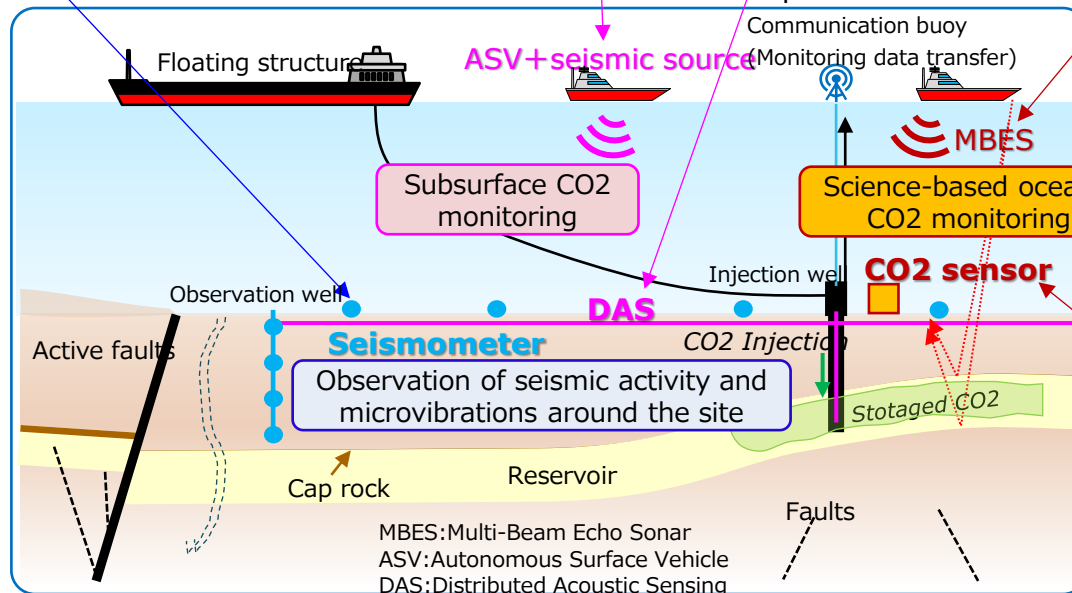 Communication buoy
(Monitoring data transfer)
Floating structure
ASV+seismic source
MBES
Subsurface CO2
monitoring
Science-based ocea
CO2 monitoring
Injection well
CO2 sensor
Observation well
DAS
Active faults
Seismometer
CO2 Injection
Observation of seismic activity and
microvibrations around the site
Stotaged CO2
Reservoir
Cap rock
Faults
MBES:Multi-Beam Echo Sonar
ASV:Autonomous Surface Vehicle
DAS:Distributed Acoustic Sensing